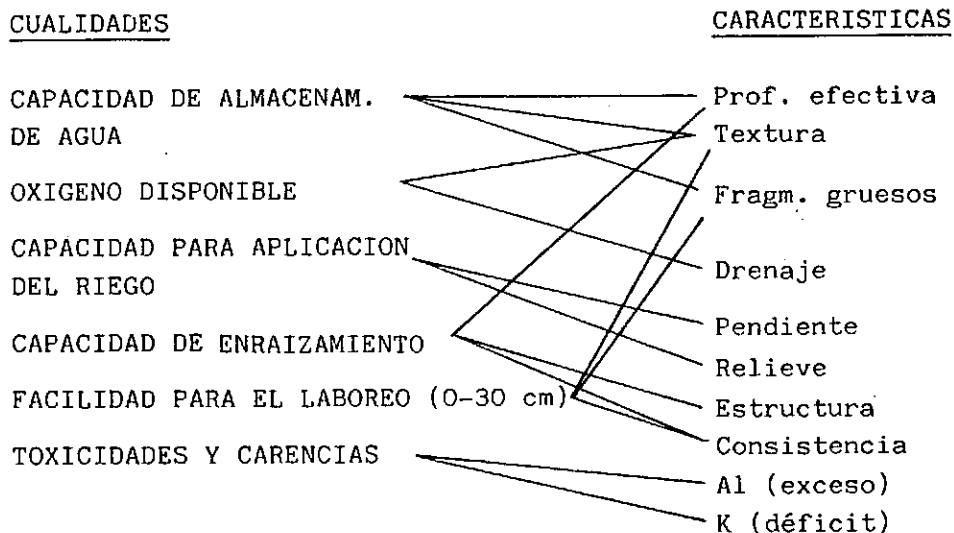 CUALIDADES
CAPACIDAD DE ALMACENAM.
DE AGUA
OXIGENO DISPONIBLE
CAPACIDAD PARA APLICACION
DEL RIEGO
CAPACIDAD DE ENRAIZAMIENTO
FACILIDAD PARA EL LABOREO (0-30 cm)
TOXICIDADES Y CARENCIAS
CARACTERISTICAS
Prof. efectiva
Textura
Fragm. gruesos
Drenaje
Pendiente
Relieve
Estructura
Consistencia
Al (exceso)
K (déficit)